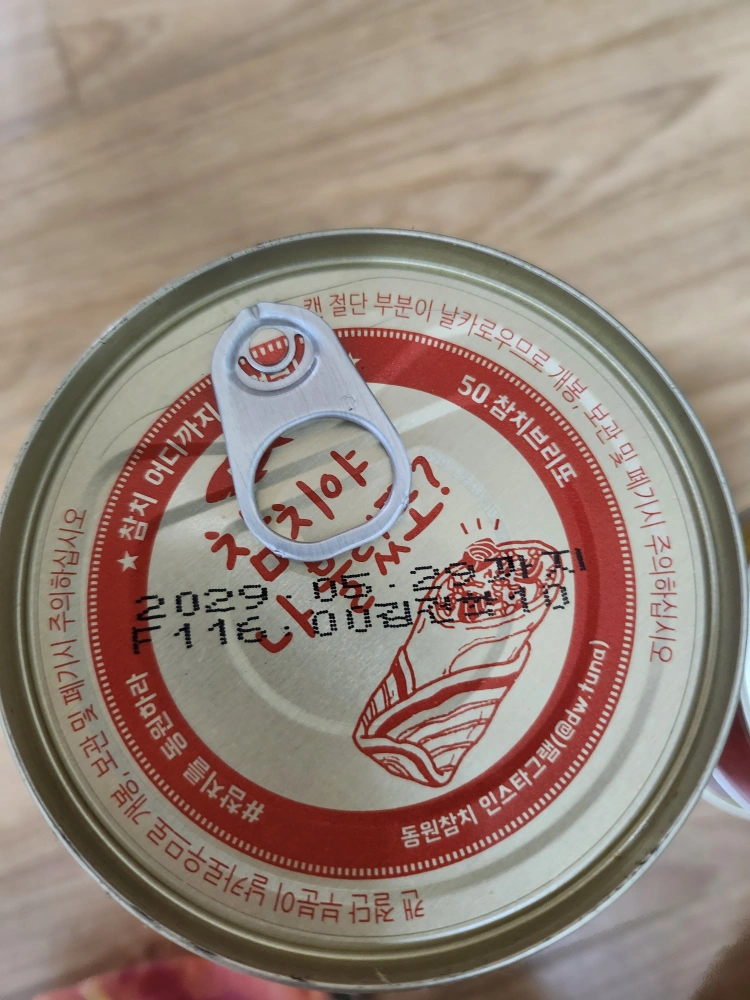 캔 절단 부분이 날카로우므로 개봉, 보관 및 폐기시 주의하십시오
★ 참치 어디까지
50.참치브리또
참치야
2029.05.29까지
동원참치 인스타그램(@dw.tuna)
#참치를 동원하라
캔 절단 부분이 날카로우므로 개봉, 보관 및 폐기시 주의하십시오